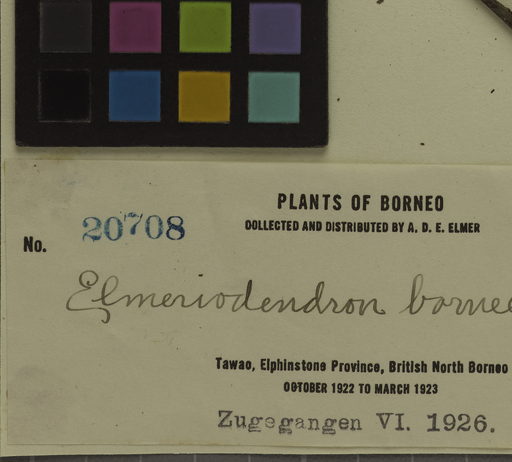 PLANTS OF BORNEO
COLLECTED AND DISTRIBUTED BY A. D. E. ELMER
No. 20708
Elmeriodendron borne
Tawao, Elphinstone Province, British North Borneo
OCTOBER 1922 TO MARCH 1923
Zugegangen VI. 1926.